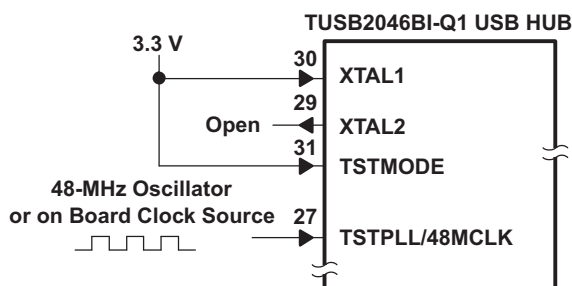 TUSB2046BI-Q1 USB HUB
3.3 V
30
XTAL1
29
Open
XTAL2
31
TSTMODE
48-MHz Oscillator
or on Board Clock Source
27
TSTPLL/48MCLK